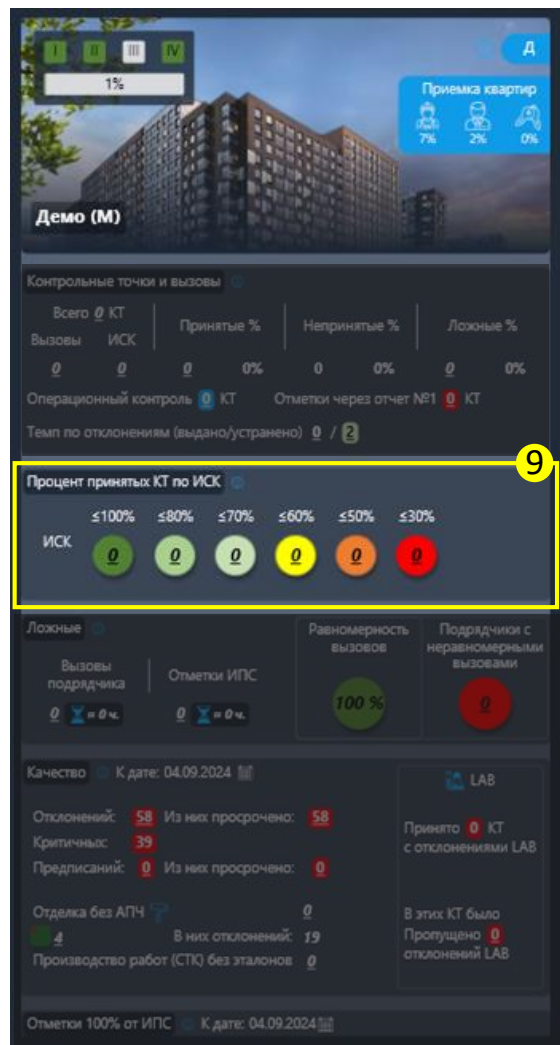 I II III IV
Д
1%
Приемка квартир
7% 2% 0%
Демо (М)
Контрольные точки и вызовы
Всего 0 КТ
Принятые % Непринятые % Ложные %
Вызовы ИСК
0 0 0 0% 0 0% 0 0%
Операционный контроль 0 КТ Отметки через отчет №1 0 КТ
Темп по отклонениям (выдано/устранено) 0 / 2
9
Процент принятых КТ по ИСК
≤100% ≤80% ≤70% ≤60% ≤50% ≤30%
ИСК 0 0 0 0 0 0
Ложные
Вызовы
подрядчика
Отметки ИПС
0 = 0 ч. 0 = 0 ч.
Равномерность
вызовов
100 %
Подрядчики с
неравномерными
вызовами
0
Качество К дате: 04.09.2024
Отклонений: 58 Из них просрочено: 58
Критичных: 39
Предписаний: 0 Из них просрочено: 0
Отделка без АПЧ 0
4 В них отклонений: 19
Производство работ (СТК) без эталонов 0
LAB
Принято 0 КТ
с отклонениями LAB
В этих КТ было
Пропущено 0
отклонений LAB
Отметки 100% от ИПС К дате: 04.09.2024